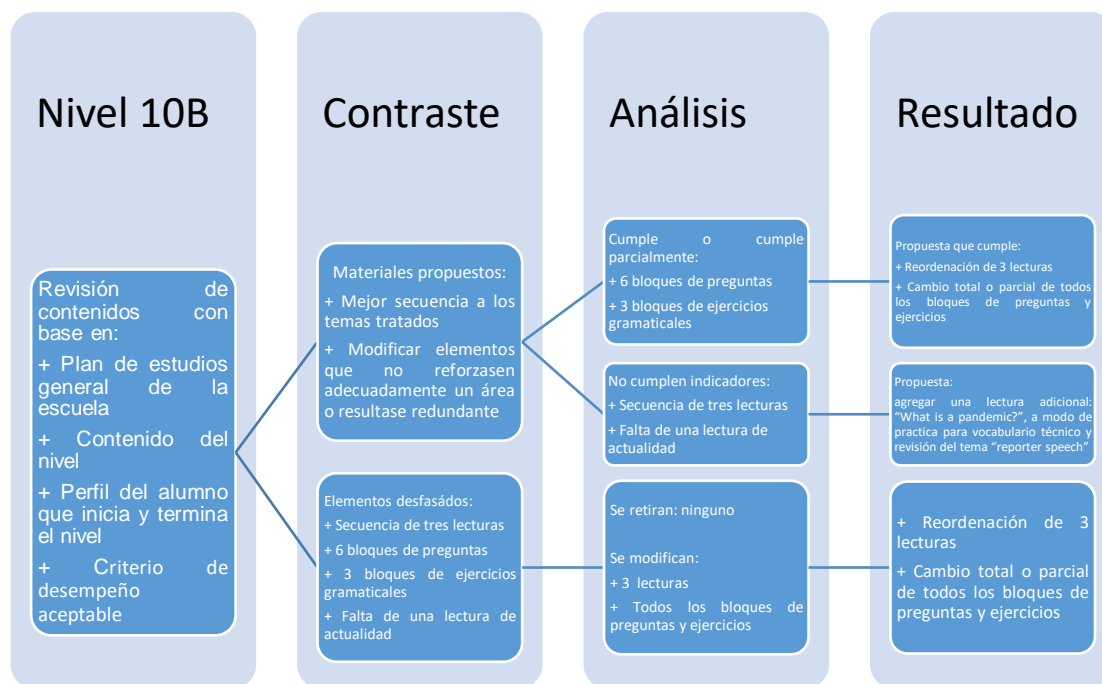 Nivel 10B
Revisión de
contenidos con
base en:
+ Plan de estudios
general de la
escuela
+ Contenido del
nivel
+ Perfil del alumno
que inicia y termina
el nivel
+ Criterio de
desempeño
aceptable
Contraste
Materiales propuestos:
+ Mejor secuencia a los
temas tratados
+ Modificar elementos
que no reforzasen
adecuadamente un área
o resultase redundante
Elementos desfasádos:
+ Secuencia de tres lecturas
+ 6 bloques de preguntas
+ 3 bloques de ejercicios
gramaticales
+ Falta de una lectura de
actualidad
Análisis
Cumple o cumple
parcialmente:
+ 6 bloques de preguntas
+ 3 bloques de ejercicios
gramaticales
No cumplen indicadores:
+ Secuencia de tres lecturas
+ Falta de una lectura de
actualidad
Se retiran: ninguno
Se modifican:
+ 3 lecturas
+ Todos los bloques de
preguntas y ejercicios
Resultado
Propuesta que cumple:
+ Reordenación de 3 lecturas
+ Cambio total o parcial de todos
los bloques de preguntas y
ejercicios
Propuesta:
agregar una lectura adicional:
“What is a pandemic?”, a modo de
practica para vocabulario técnico y
revisión del tema “reporter speech”
+ Reordenación de 3
lecturas
+ Cambio total o parcial
de todos los bloques de
preguntas y ejercicios